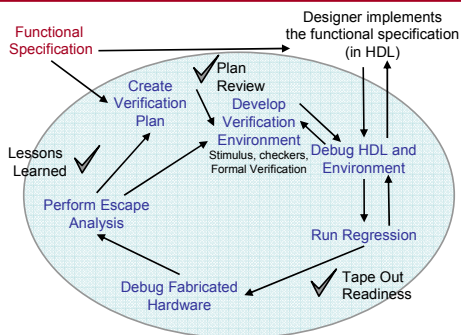 Functional
Specification
Designer implements
the functional specification
(in HDL)
Plan
Review
Create
Verification
Plan
Develop
Verification
Environment
Stimulus, checkers,
Formal Verification
Debug HDL and
Environment
Lessons
Learned
Perform Escape
Analysis
Run Regression
Debug Fabricated
Hardware
Tape Out
Readiness